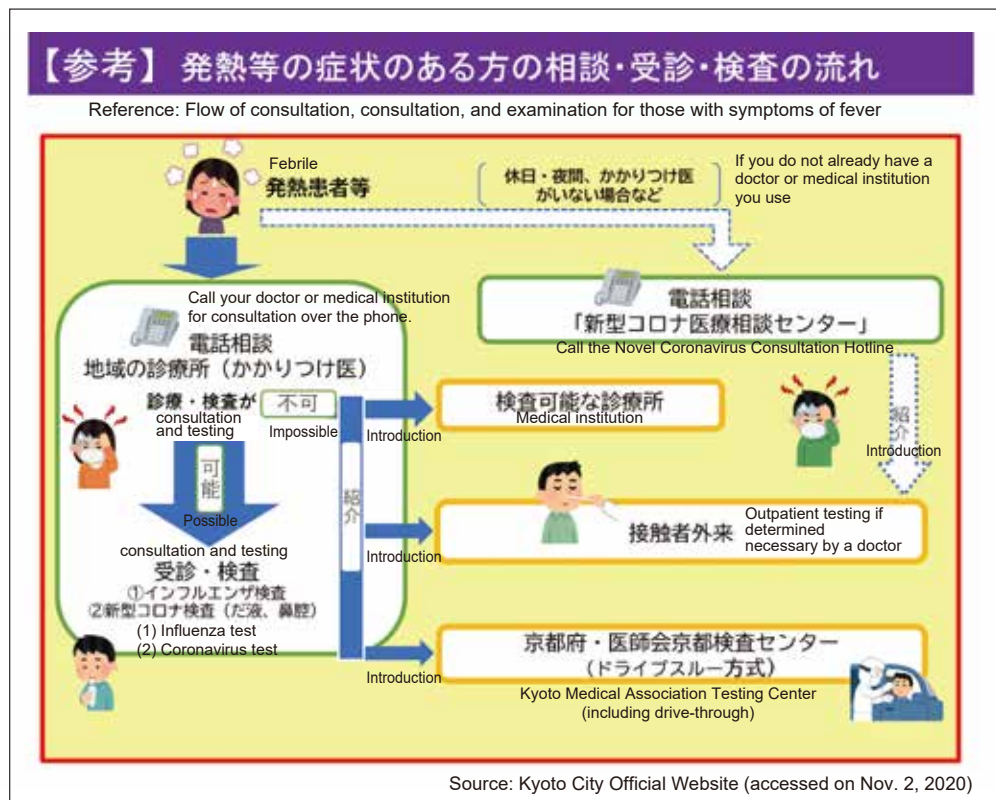 【参考】 発熱等の症状のある方の相談・受診・検査の流れ
Reference: Flow of consultation, consultation, and examination for those with symptoms of fever
Febrile
発熱患者等
休日・夜間、かかりつけ医
がいない場合など
If you do not already have a
doctor or medical institution
you use
Call your doctor or medical institution
for consultation over the phone.
電話相談
地域の診療所（かかりつけ医）
電話相談
「新型コロナ医療相談センター」
Call the Novel Coronavirus Consultation Hotline
診療・検査が
不可
consultation
and testing
Impossible
可能
Possible
紹介
Introduction
検査可能な診療所
Medical institution
紹介
Introduction
Introduction
接触者外来
Outpatient testing if
determined
necessary by a doctor
consultation and testing
受診・検査
①インフルエンザ検査
②新型コロナ検査（だ液、鼻腔）
(1) Influenza test
(2) Coronavirus test
Introduction
京都府・医師会京都検査センター
（ドライブスルー方式）
Kyoto Medical Association Testing Center
(including drive-through)
Source: Kyoto City Official Website (accessed on Nov. 2, 2020)